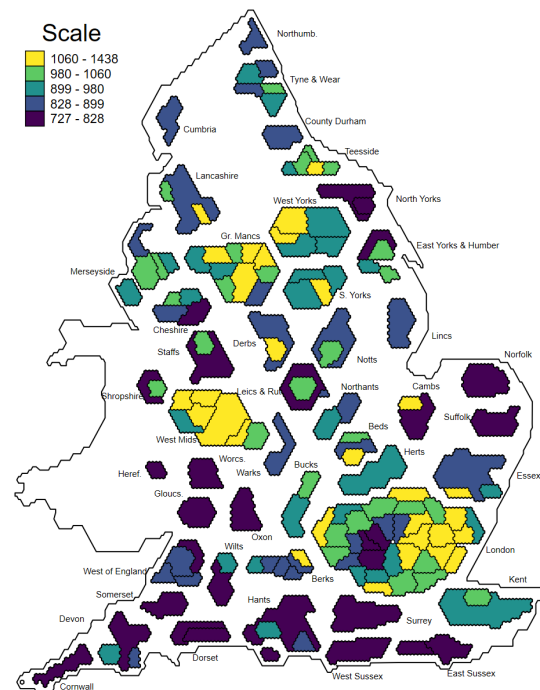 Scale
1060 - 1438
980 - 1060
899 - 980
828 - 899
727 - 828
Northumb.
Tyne & Wear
County Durham
Cumbria
Teesside
Lancashire
West Yorks
North Yorks
Gr. Mancs
East Yorks & Humber
Merseyside
S. Yorks
Cheshire
Derbs
Lincs
Staffs
Notts
Norfolk
Shropshire
Leics & Rut
Northants
Cambs
Suffolk
West Mids
Beds
Worcs.
Herts
Heref.
Warks
Bucks
Essex
Gloucs.
Oxon
Wilts
London
West of England
Berks
Kent
Somerset
Hants
Devon
Surrey
Dorset
West Sussex
East Sussex
Cornwall